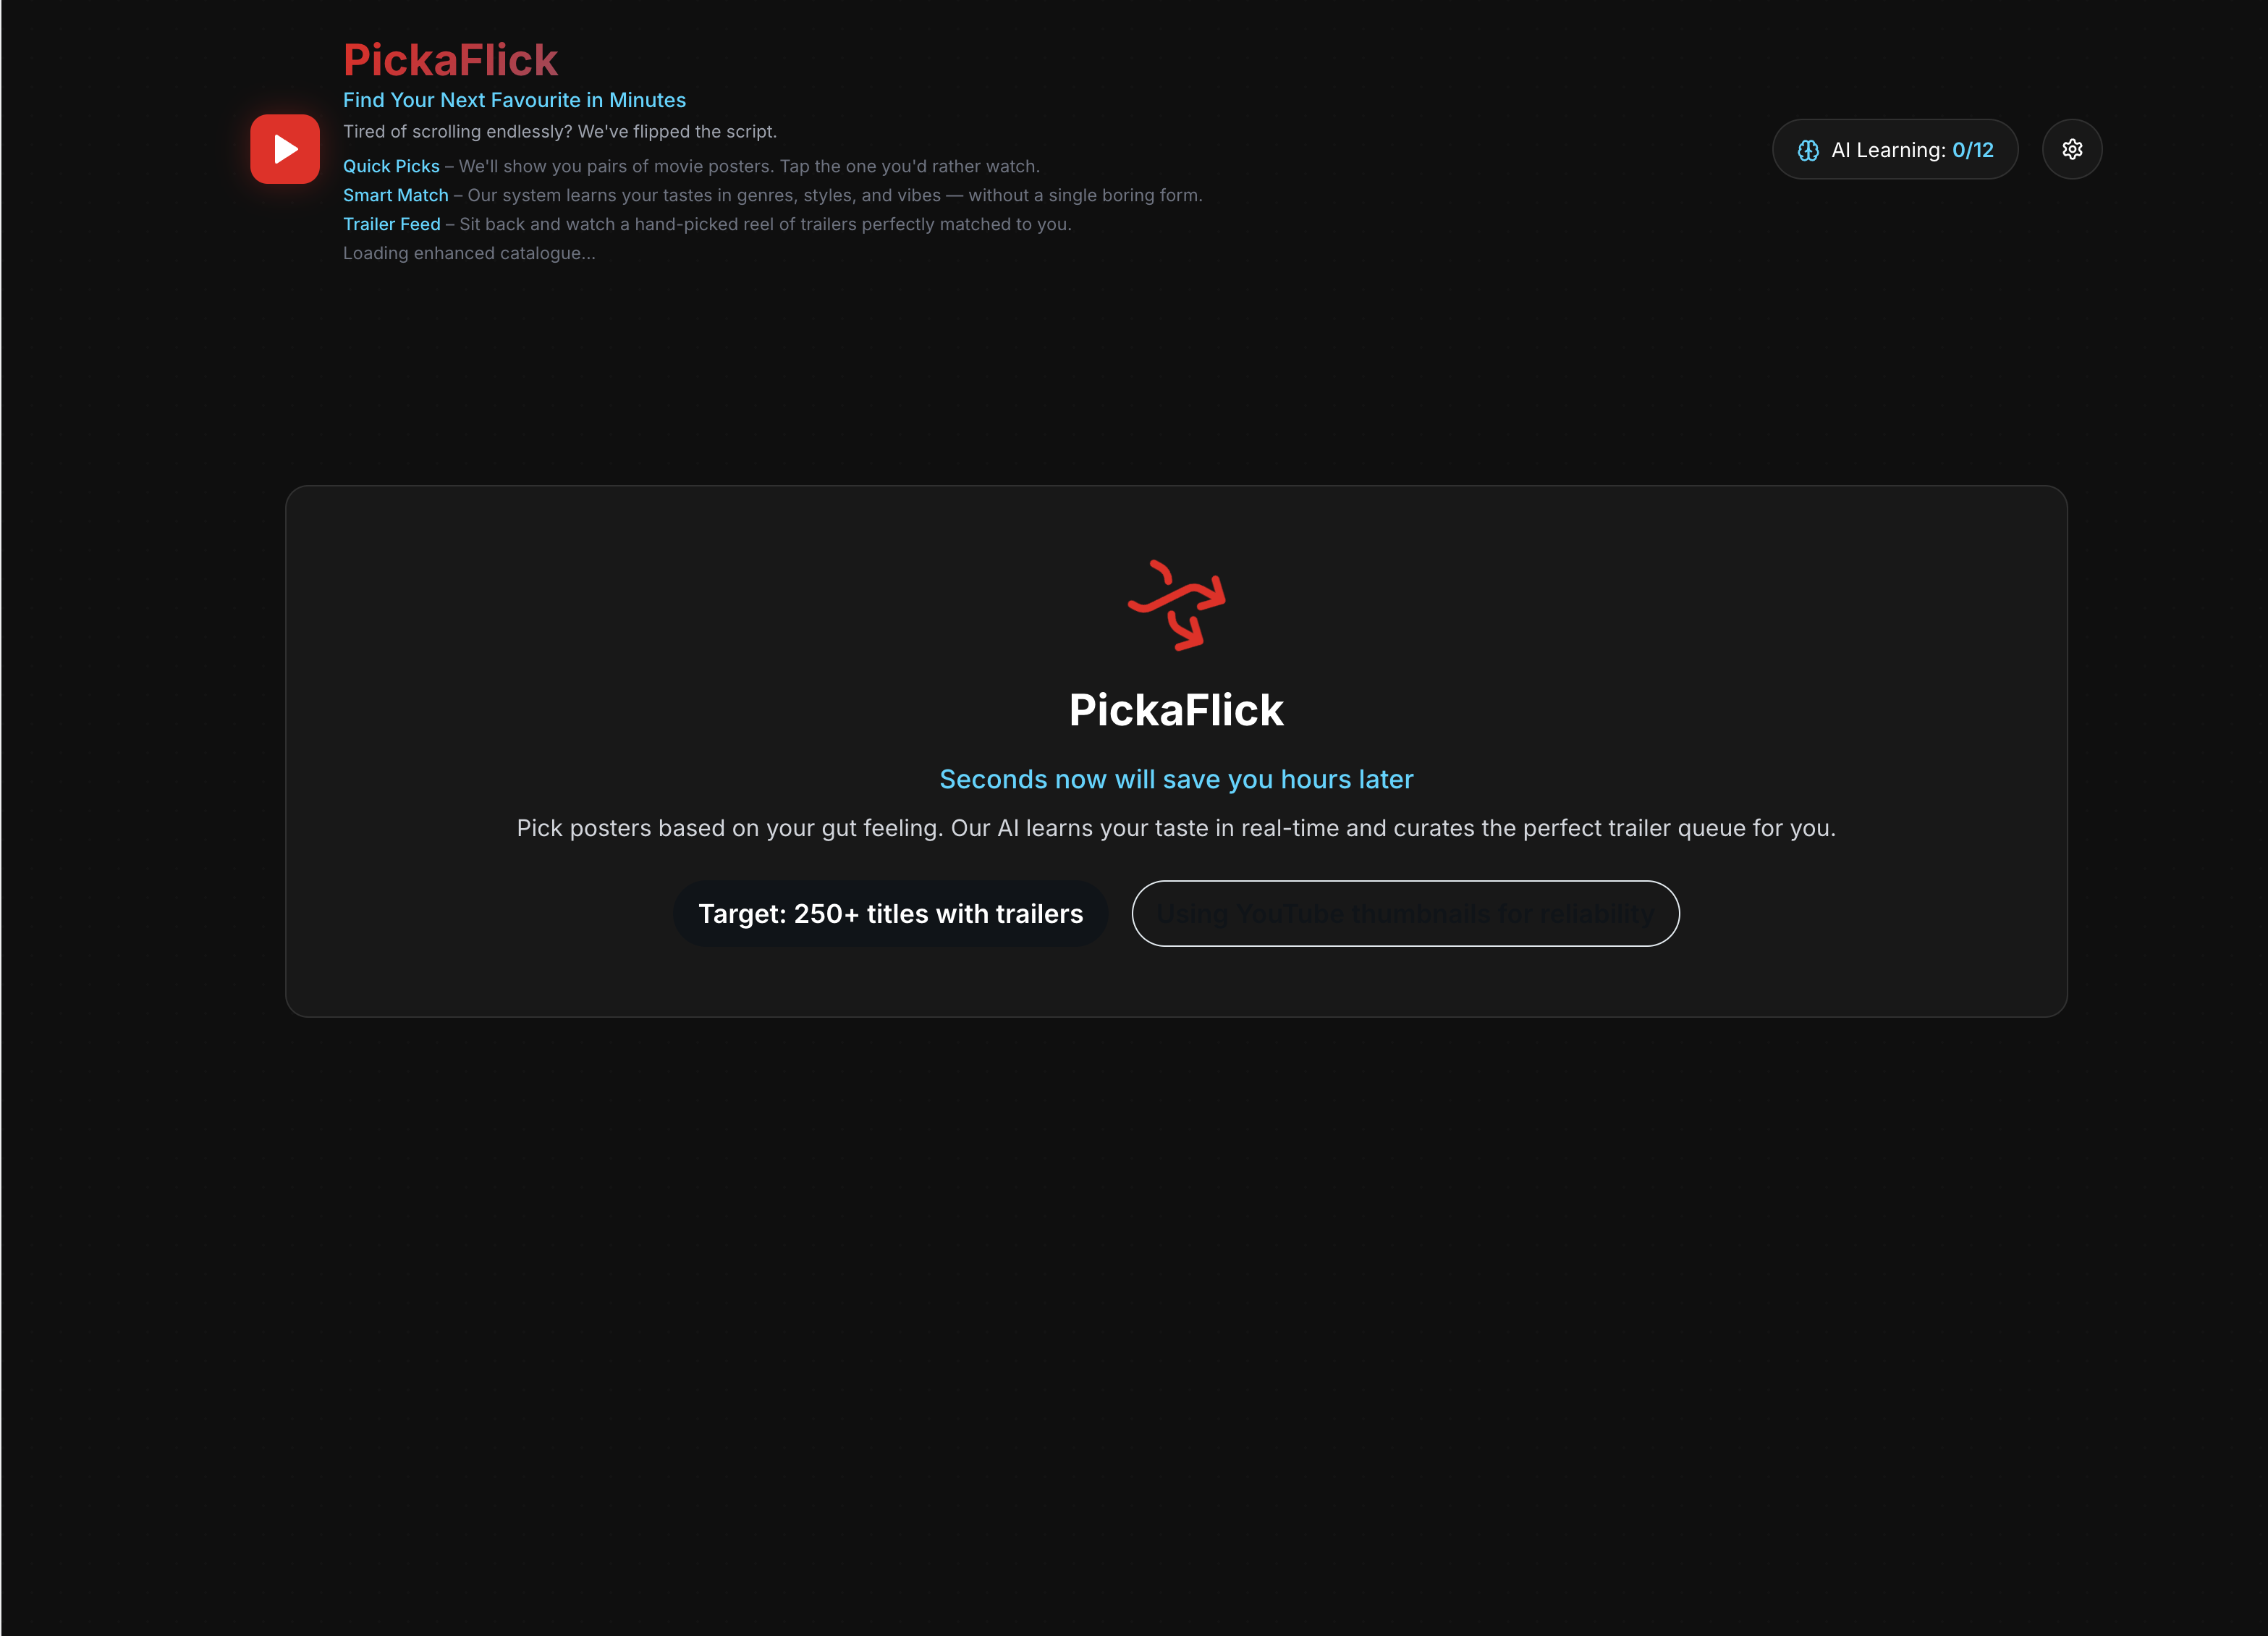 PickaFlick
Find Your Next Favourite in Minutes
Tired of scrolling endlessly? We've flipped the script.
Quick Picks – We'll show you pairs of movie posters. Tap the one you'd rather watch.
Smart Match – Our system learns your tastes in genres, styles, and vibes — without a single boring form.
Trailer Feed – Sit back and watch a hand-picked reel of trailers perfectly matched to you.
Loading enhanced catalogue...
AI Learning: 0/12
PickaFlick
Seconds now will save you hours later
Pick posters based on your gut feeling. Our AI learns your taste in real-time and curates the perfect trailer queue for you.
Target: 250+ titles with trailers
Using YouTube thumbnails for reliability